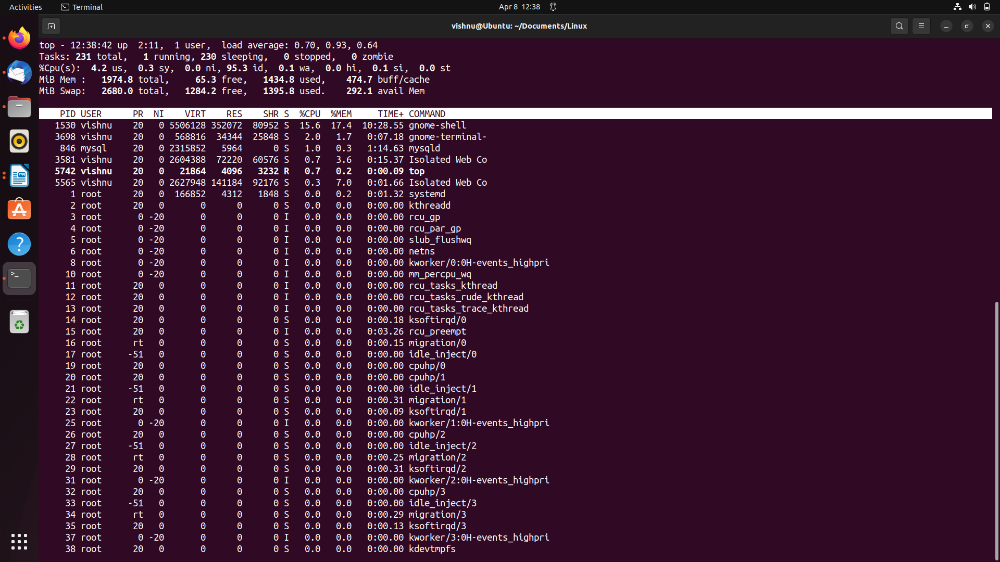 Activities Terminal Apr 8 12:38
vishnu@Ubuntu: ~/Documents/Linux
top - 12:38:42 up  2:11,  1 user,  load average: 0.70, 0.93, 0.64
Tasks: 231 total,   1 running, 230 sleeping,   0 stopped,   0 zombie
%Cpu(s):  4.2 us,  0.3 sy,  0.0 ni, 95.3 id,  0.1 wa,  0.0 hi,  0.1 si,  0.0 st
MiB Mem :   1974.8 total,     65.3 free,   1434.8 used,    474.7 buff/cache
MiB Swap:   2680.0 total,   1284.2 free,   1395.8 used.    292.1 avail Mem
PID USER PR NI VIRT RES SHR S %CPU %MEM TIME+ COMMAND
1530 vishnu 20 0 5506128 352072 80952 S 15.6 17.4 10:28.55 gnome-shell
3698 vishnu 20 0 568816 34344 25848 S 2.0 1.7 0:07.18 gnome-terminal-
846 mysql 20 0 2315852 5964 0 S 1.0 0.3 1:14.63 mysqld
3581 vishnu 20 0 2604388 72220 60576 S 0.7 3.6 0:15.37 Isolated Web Co
5742 vishnu 20 0 21864 4096 3232 R 0.7 0.2 0:00.09 top
5565 vishnu 20 0 2627948 141184 92176 S 0.3 7.0 0:01.66 Isolated Web Co
1 root 20 0 166852 4312 1848 S 0.0 0.2 0:01.32 systemd
2 root 20 0 0 0 0 S 0.0 0.0 0:00.00 kthreadd
3 root 0 -20 0 0 0 I 0.0 0.0 0:00.00 rcu_gp
4 root 0 -20 0 0 0 I 0.0 0.0 0:00.00 rcu_par_gp
5 root 0 -20 0 0 0 I 0.0 0.0 0:00.00 slub_flushwq
6 root 0 -20 0 0 0 I 0.0 0.0 0:00.00 netns
8 root 0 -20 0 0 0 I 0.0 0.0 0:00.00 kworker/0:0H-events_highpri
10 root 0 -20 0 0 0 I 0.0 0.0 0:00.00 mm_percpu_wq
11 root 20 0 0 0 0 I 0.0 0.0 0:00.00 rcu_tasks_kthread
12 root 20 0 0 0 0 I 0.0 0.0 0:00.00 rcu_tasks_rude_kthread
13 root 20 0 0 0 0 I 0.0 0.0 0:00.00 rcu_tasks_trace_kthread
14 root 20 0 0 0 0 S 0.0 0.0 0:00.18 ksoftirqd/0
15 root 20 0 0 0 0 I 0.0 0.0 0:03.26 rcu_preempt
16 root rt 0 0 0 0 S 0.0 0.0 0:00.15 migration/0
17 root -51 0 0 0 0 S 0.0 0.0 0:00.00 idle_inject/0
19 root 20 0 0 0 0 S 0.0 0.0 0:00.00 cpuhp/0
20 root 20 0 0 0 0 S 0.0 0.0 0:00.00 cpuhp/1
21 root -51 0 0 0 0 S 0.0 0.0 0:00.00 idle_inject/1
22 root rt 0 0 0 0 S 0.0 0.0 0:00.31 migration/1
23 root 20 0 0 0 0 S 0.0 0.0 0:00.09 ksoftirqd/1
25 root 0 -20 0 0 0 I 0.0 0.0 0:00.00 kworker/1:0H-events_highpri
26 root 20 0 0 0 0 S 0.0 0.0 0:00.00 cpuhp/2
27 root -51 0 0 0 0 S 0.0 0.0 0:00.00 idle_inject/2
28 root rt 0 0 0 0 S 0.0 0.0 0:00.25 migration/2
29 root 20 0 0 0 0 S 0.0 0.0 0:00.31 ksoftirqd/2
31 root 0 -20 0 0 0 I 0.0 0.0 0:00.00 kworker/2:0H-events_highpri
32 root 20 0 0 0 0 S 0.0 0.0 0:00.00 cpuhp/3
33 root -51 0 0 0 0 S 0.0 0.0 0:00.00 idle_inject/3
34 root rt 0 0 0 0 S 0.0 0.0 0:00.29 migration/3
35 root 20 0 0 0 0 S 0.0 0.0 0:00.13 ksoftirqd/3
37 root 0 -20 0 0 0 I 0.0 0.0 0:00.00 kworker/3:0H-events_highpri
38 root 20 0 0 0 0 S 0.0 0.0 0:00.00 kdevtmpfs